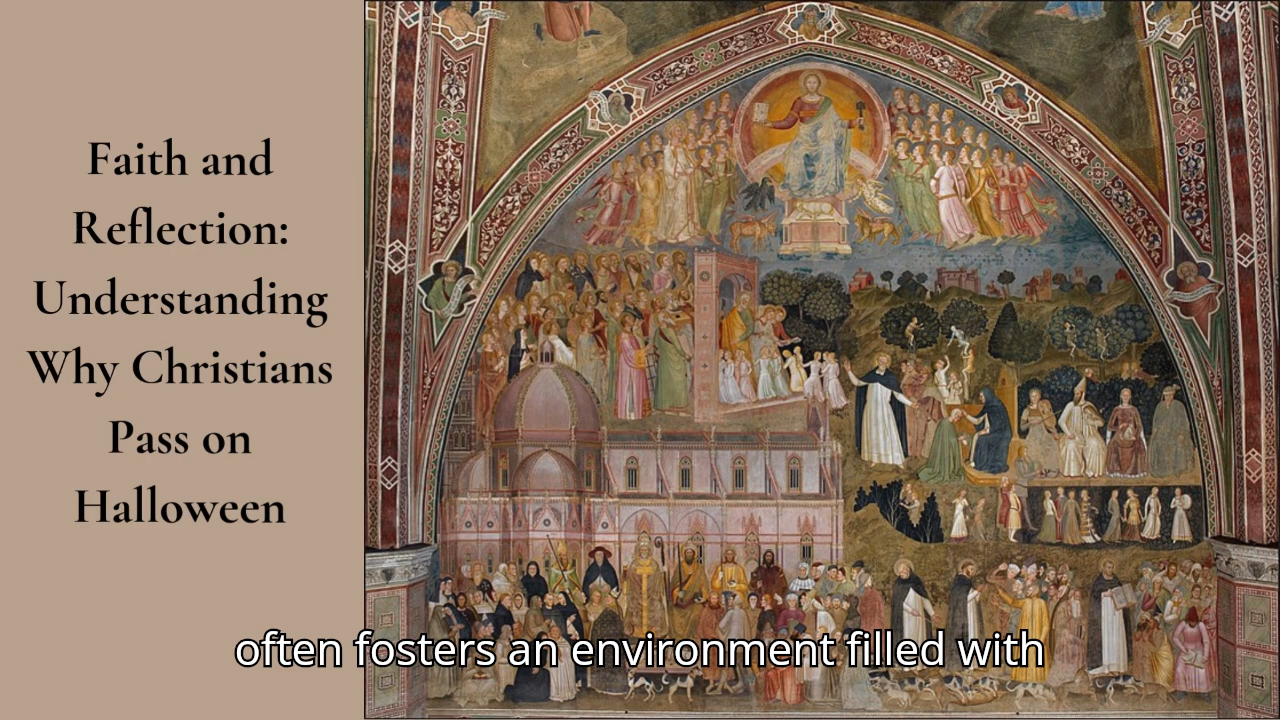 Faith and
Reflection:
Understanding
Why Christians
Pass on
Halloween
often fosters an environment filled with